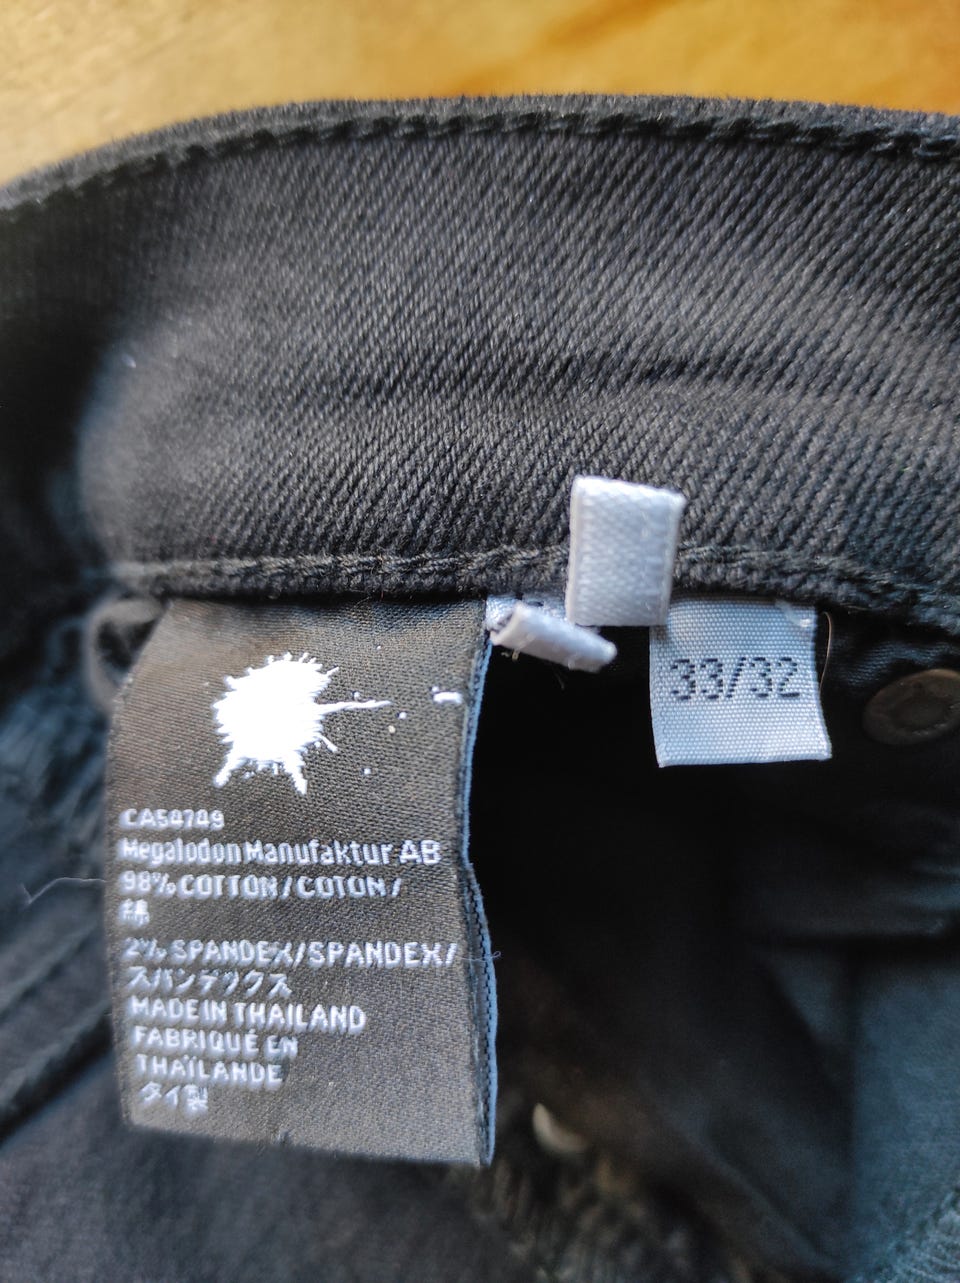 33/32
CA54749
Megalodon Manufaktur AB
98% COTTON/COTON/
綿
2% SPANDEX/SPANDEX/
スパンデックス
MADE IN THAILAND
FABRIQUÉ EN
THAÏLANDE
タイ製